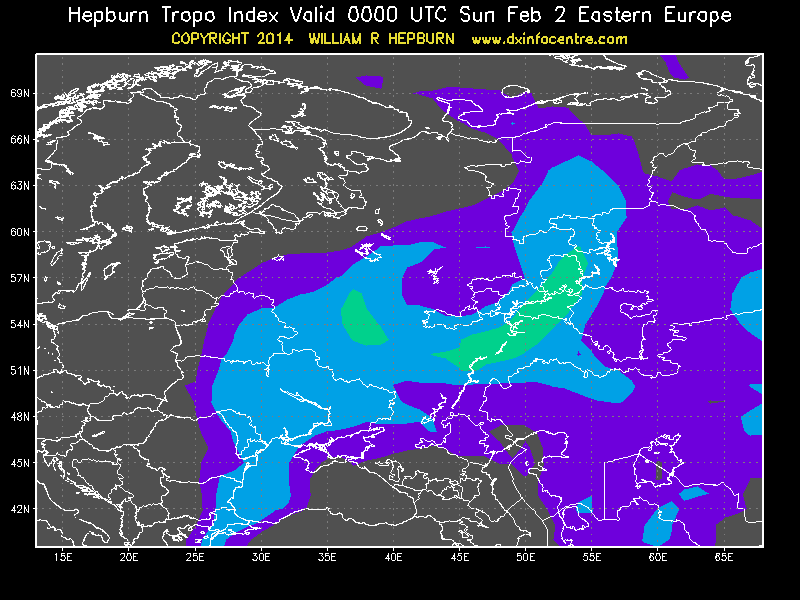 Hepburn Tropo Index Valid 0000 UTC Sun Feb 2 Eastern Europe
COPYRIGHT 2014 WILLIAM R HEPBURN www.dxinfocentre.com
69N
66N
63N
60N
57N
54N
51N
48N
45N
42N
15E 20E 25E 30E 35E 40E 45E 50E 55E 60E 65E